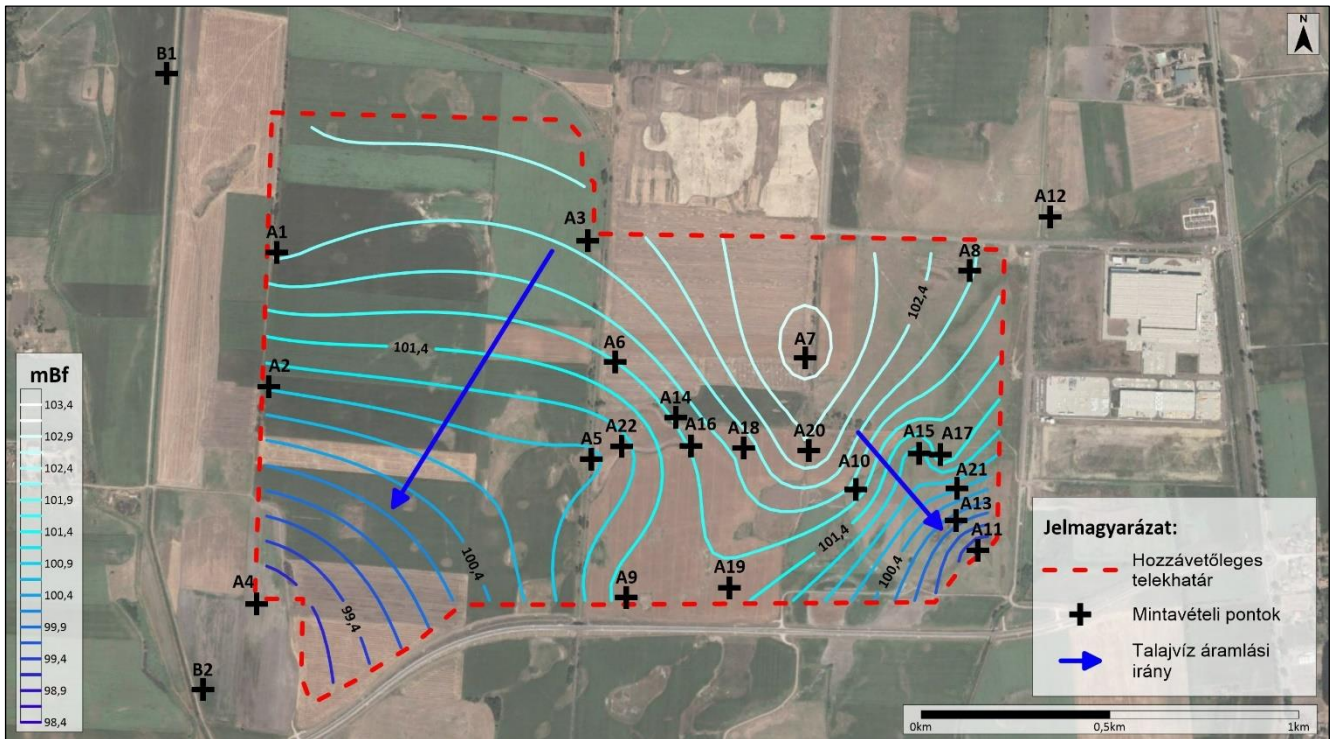 N
B1
A12
A3
A1
A8
102,4
A7
A6
101,4
A2
mBf
103,4
102,9
102,4
101,9
101,4
100,9
100,4
99,9
99,4
98,9
98,4
A14
A16
A18
A20
A22
A5
A15
A17
A10
A21
A13
A11
101,4
100,4
100,4
A19
A9
A4
99,4
B2
Jelmagyarázat:
Hozzávetőleges
telekhatár
Mintavételi pontok
Talajvíz áramlási
irány
0km
0,5km
1km